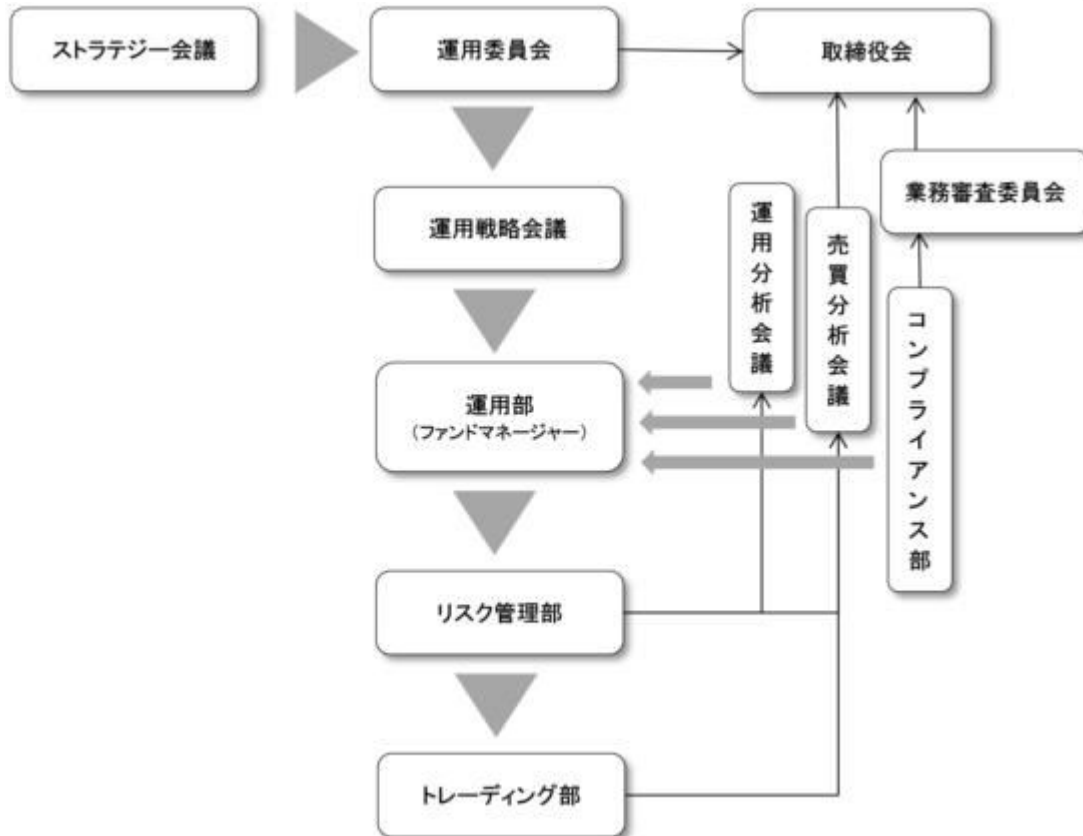 ストラテジー会議
運用委員会
取締役会
業務審査委員会
運用戦略会議
運用分析会議
売買分析会議
コンプライアンス部
運用部
(ファンドマネージャー)
リスク管理部
トレーディング部